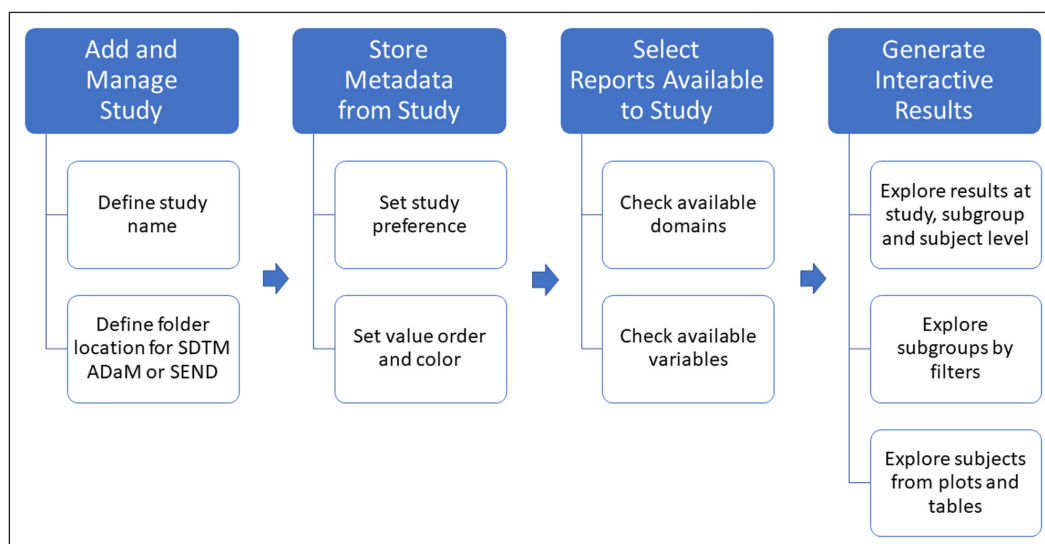 Add and
Manage
Study
Define study
name
Define folder
location for SDTM
ADaM or SEND
Store
Metadata
from Study
Set study
preference
Set value order
and color
Select
Reports Available
to Study
Check available
domains
Check available
variables
Generate
Interactive
Results
Explore results at
study, subgroup
and subject level
Explore
subgroups by
filters
Explore subjects
from plots and
tables